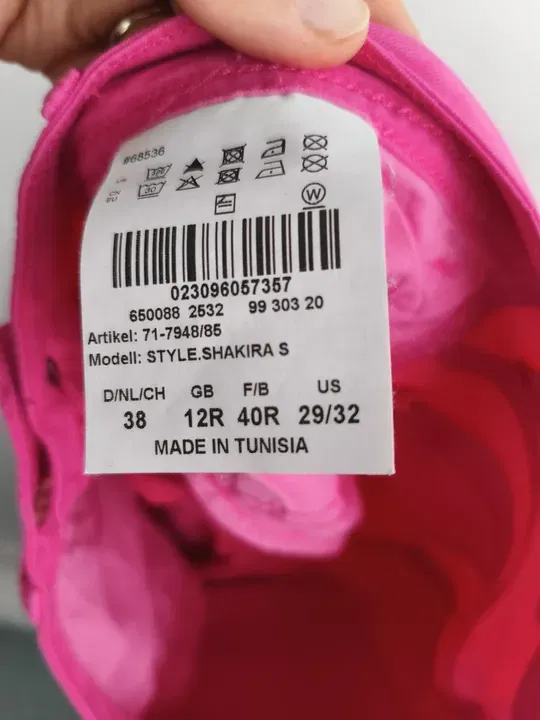 #68536
30°
023096057357
650088 2532 99 303 20
Artikel: 71-7948/85
Modell: STYLE.SHAKIRA S
D/NL/CH GB F/B US
38 12R 40R 29/32
MADE IN TUNISIA
W